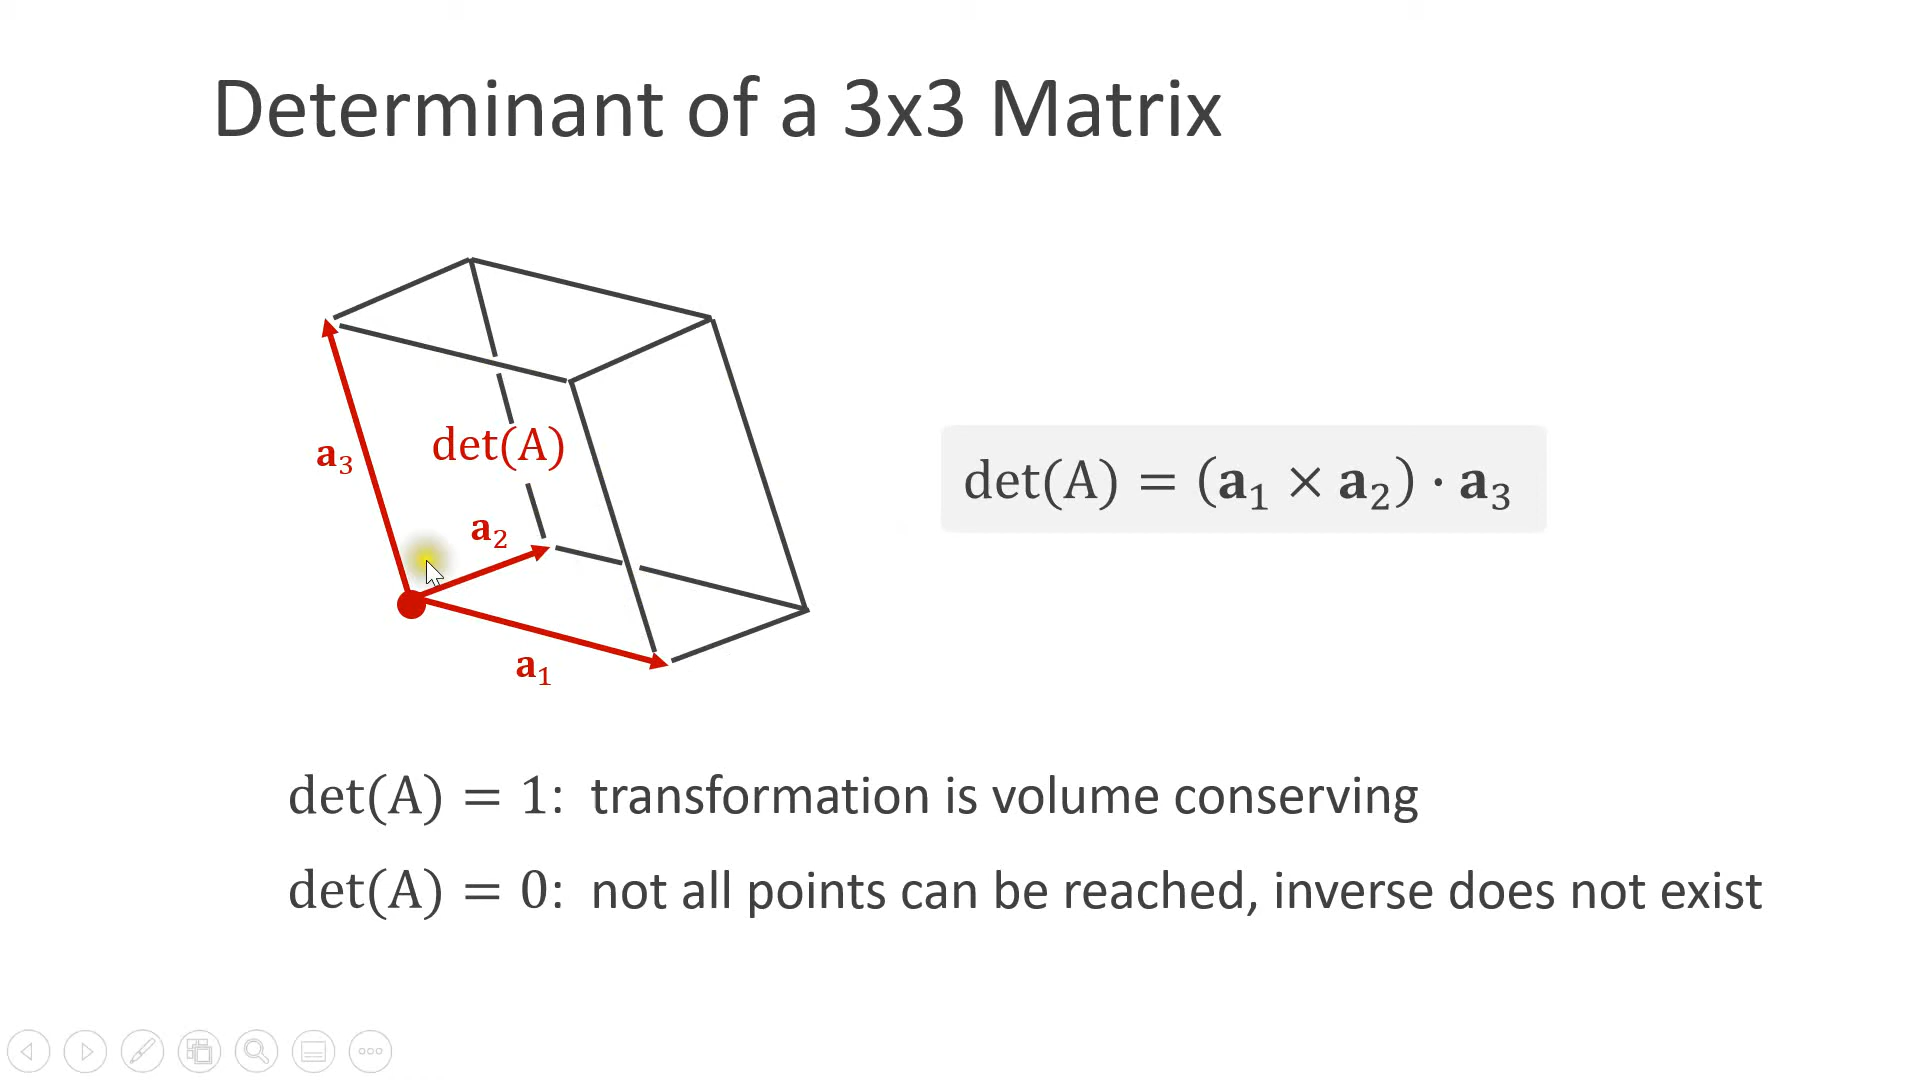 Determinant of a 3x3 Matrix
det(A)
a₃
a₂
a₁
det(A) = (a₁ × a₂) · a₃
det(A) = 1: transformation is volume conserving
det(A) = 0: not all points can be reached, inverse does not exist